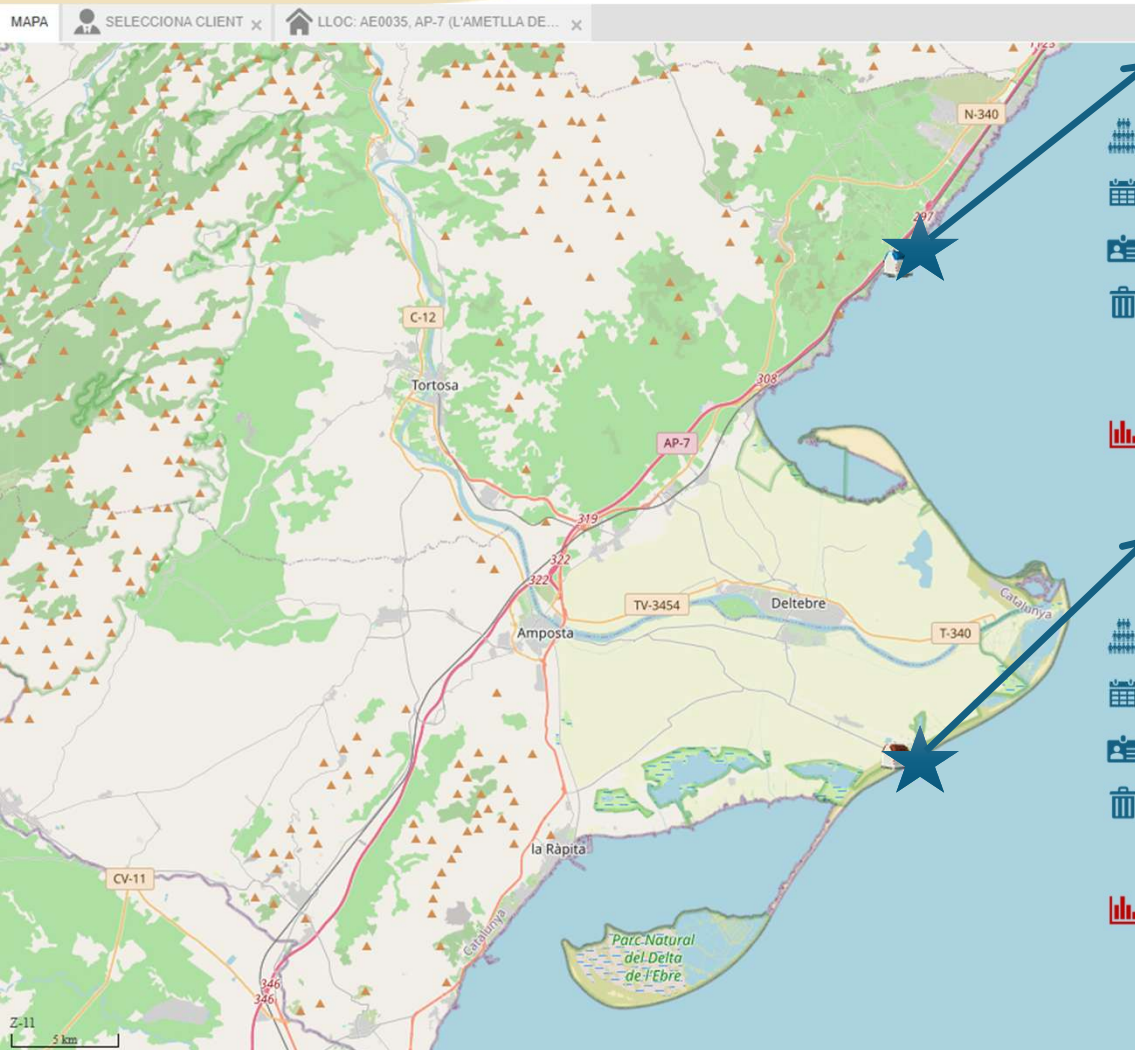 MAPA
SELECCIONA CLIENT
LLOC: AE0035, AP-7 (L'AMETLLA DE...
1125
N-340
297
C-12
Tortosa
308
AP-7
319
322
322
TV-3454
Deltebre
Catalunya
Amposta
T-340
la Ràpita
CV-11
Catalunya
Parc Natural
del Delta
de l'Ebre
346
346
Z-11
5 km